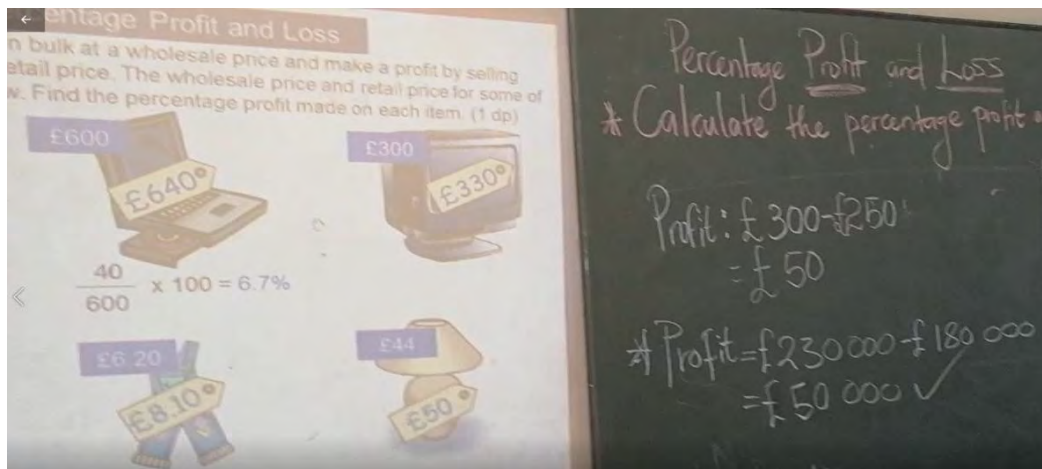 entage Profit and Loss
n bulk at a wholesale price and make a profit by selling
etail price. The wholesale price and retail price for some of
w. Find the percentage profit made on each item. (1 dp)
£600
£640
£300
£330
40
600
x 100 = 6.7%
£6.20
£8.10
£44
£50
Percentage Profit and Loss
* Calculate the percentage profit
Profit: £300-£250
= £50
* Profit = £230 000 - £180 000
= £50 000 ✓